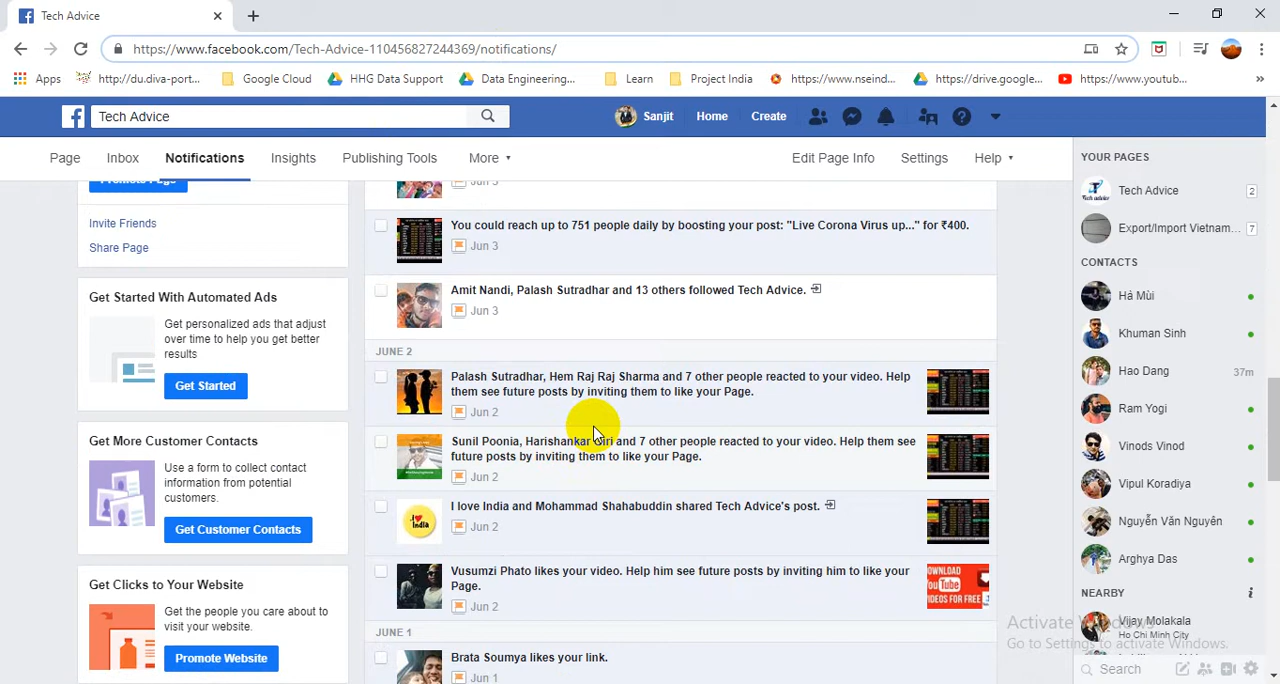 Tech Advice
https://www.facebook.com/Tech-Advice-110456827244369/notifications/
Apps
http://du.diva-port...
Google Cloud
HHG Data Support
Data Engineering...
Learn
Project India
https://www.nseind...
https://drive.google...
https://www.youtub...
»
Tech Advice
Sanjit
Home
Create
Page
Inbox
Notifications
Insights
Publishing Tools
More
Edit Page Info
Settings
Help
Promote Page
Invite Friends
Share Page
Get Started With Automated Ads
Get personalized ads that adjust
over time to help you get better
results
Get Started
Get More Customer Contacts
Use a form to collect contact
information from potential
customers.
Get Customer Contacts
Get Clicks to Your Website
Get the people you care about to
visit your website.
Promote Website
Jun 3
You could reach up to 751 people daily by boosting your post: "Live Corona Virus up..." for ₹400.
Jun 3
Amit Nandi, Palash Sutradhar and 13 others followed Tech Advice.
Jun 3
JUNE 2
Palash Sutradhar, Hem Raj Raj Sharma and 7 other people reacted to your video. Help
them see future posts by inviting them to like your Page.
Jun 2
Sunil Poonia, Harishankar Giri and 7 other people reacted to your video. Help them see
future posts by inviting them to like your Page.
Jun 2
I love India and Mohammad Shahabuddin shared Tech Advice's post.
Jun 2
Vusumzi Phato likes your video. Help him see future posts by inviting him to like your
Page.
Jun 2
DOWNLOAD
YouTube
VIDEOS FOR FREE
JUNE 1
Brata Soumya likes your link.
Jun 1
YOUR PAGES
Tech Advice
2
Export/Import Vietnam...
7
CONTACTS
Hà Mùi
Khuman Sinh
Hao Dang
37m
Ram Yogi
Vinods Vinod
Vipul Koradiya
Nguyễn Văn Nguyên
Arghya Das
NEARBY
Vijay Molakala
Ho Chi Minh City
Activate Windows
Go to Settings to activate Windows.
Search